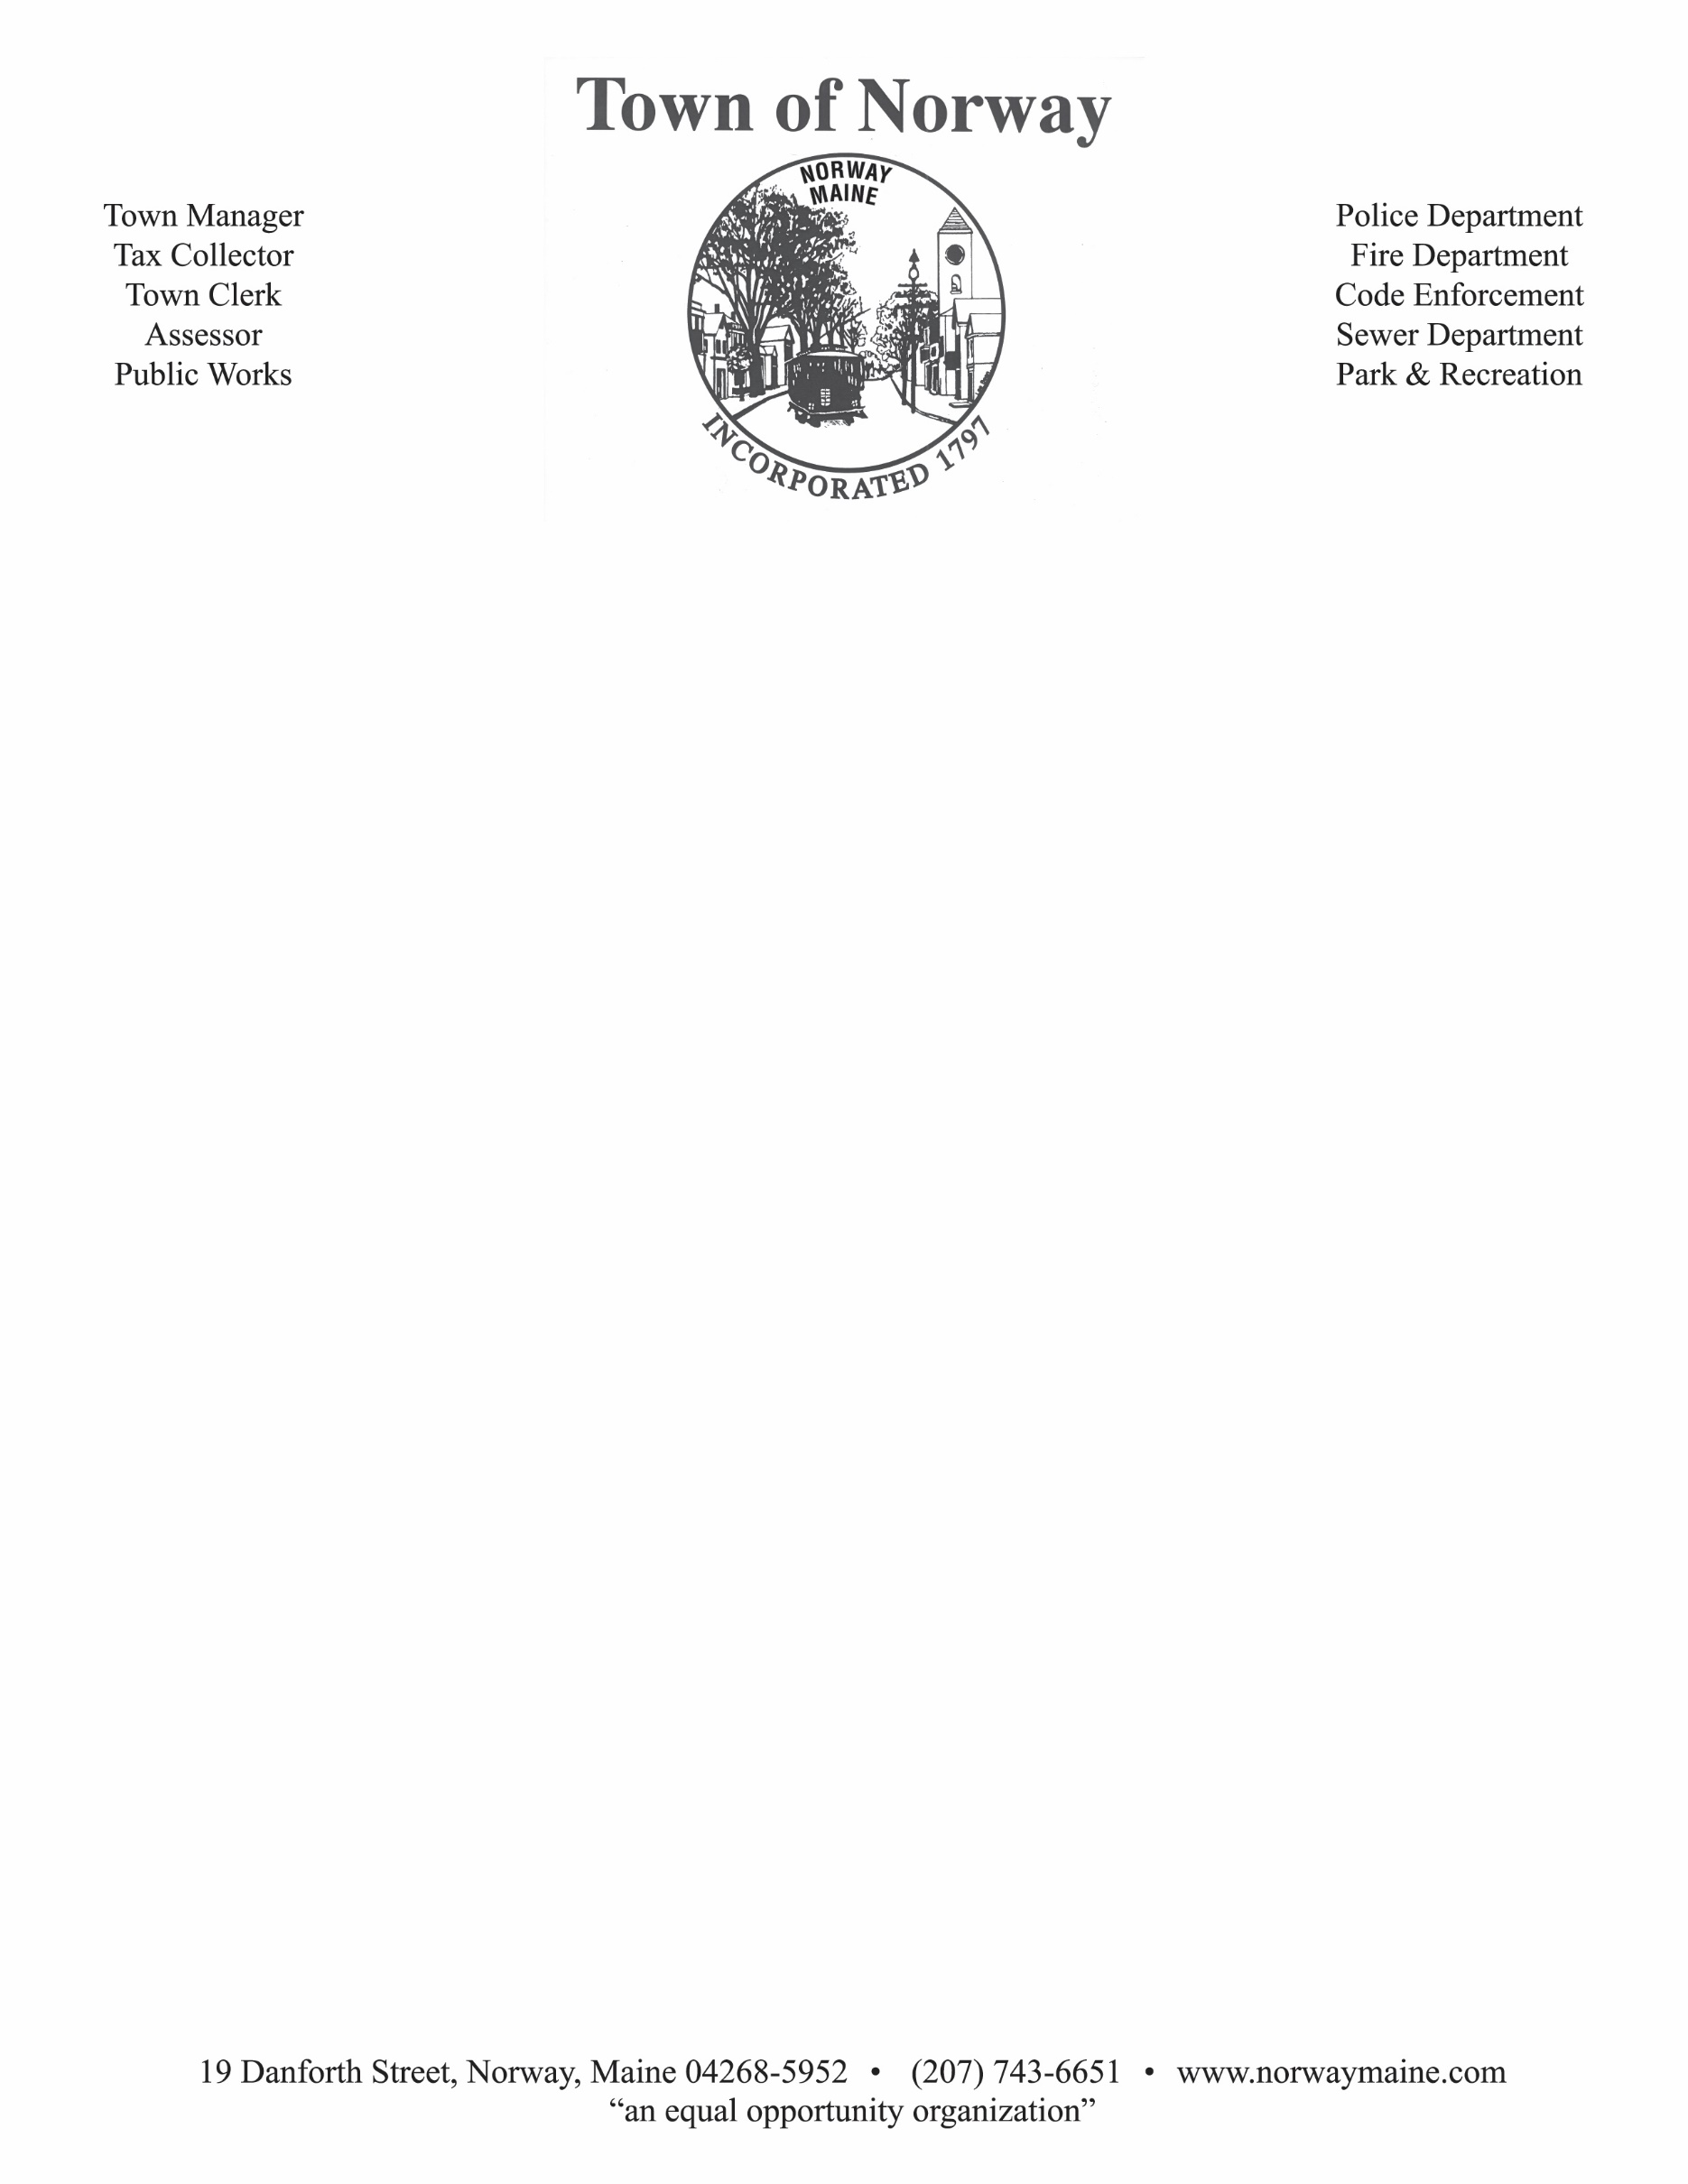 Town of Norway
NORWAY
MAINE
INCORPORATED 1797
Town Manager
Tax Collector
Town Clerk
Assessor
Public Works
Police Department
Fire Department
Code Enforcement
Sewer Department
Park & Recreation
19 Danforth Street, Norway, Maine 04268-5952 • (207) 743-6651 • www.norwaymaine.com
“an equal opportunity organization”